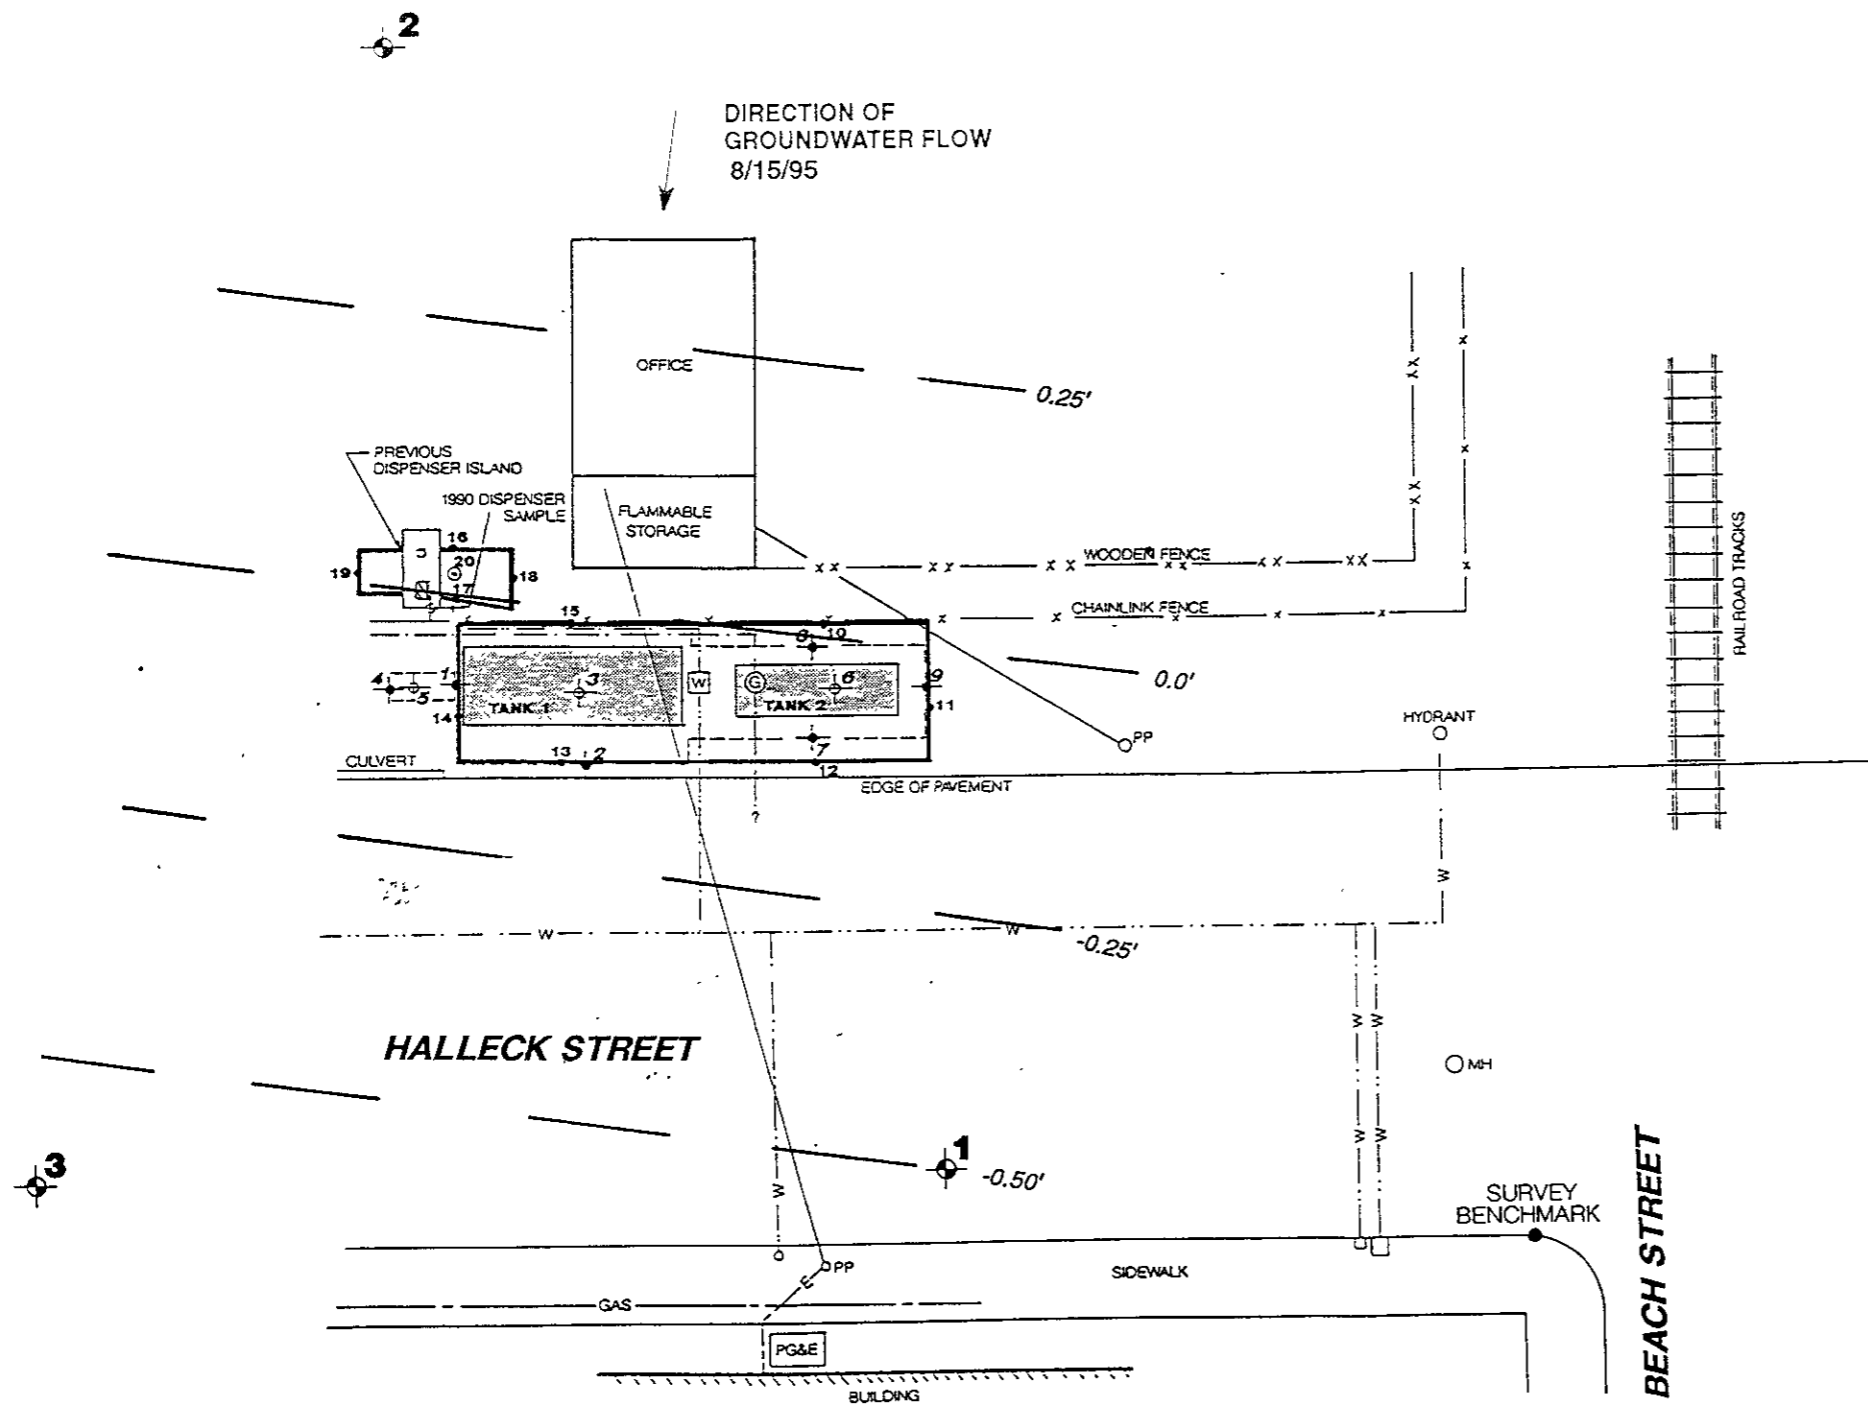 2
DIRECTION OF
GROUNDWATER FLOW
8/15/95
OFFICE
0.25'
PREVIOUS
DISPENSER ISLAND
1990 DISPENSER
SAMPLE
FLAMMABLE
STORAGE
16
20
19
17
18
WOODEN FENCE
CHAINLINK FENCE
RAILROAD TRACKS
15
10
8
4
1
5
3
W
G
6
9
0.0'
TANK 1
TANK 2
11
14
HYDRANT
PP
13
2
7
12
CULVERT
EDGE OF PAVEMENT
?
W
W
W
-0.25'
HALLECK STREET
W
W
MH
W
W
3
1
-0.50'
W
SURVEY
BENCHMARK
BEACH STREET
PP
E
SIDEWALK
GAS
PG&E
BUILDING